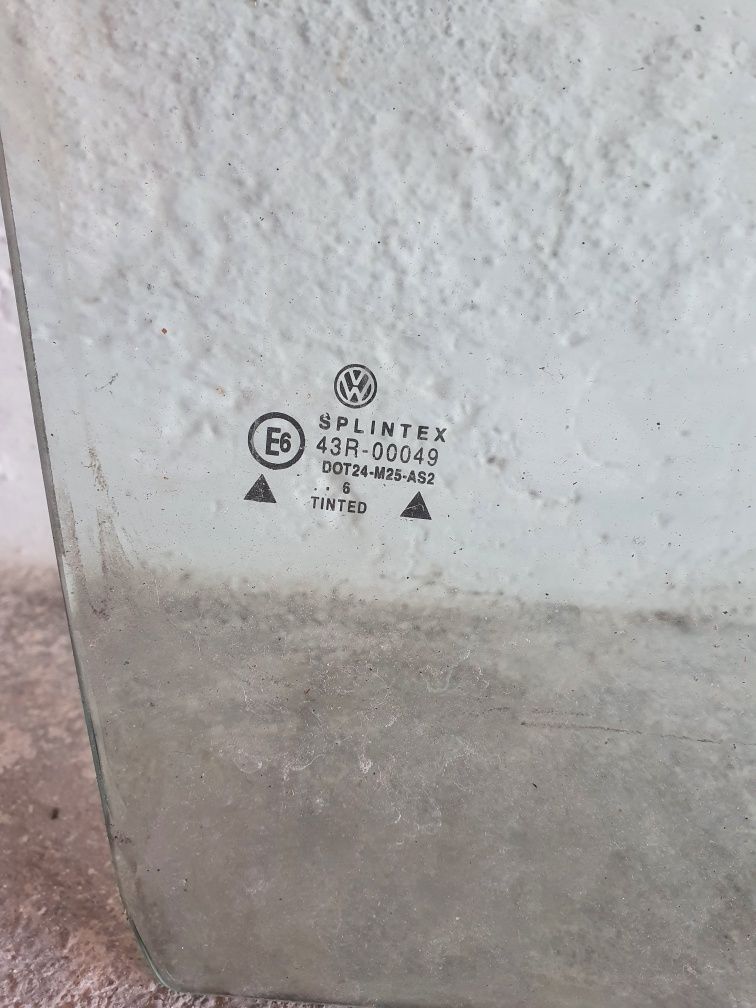 SPLINTEX
E6
43R-00049
DOT24-M25-AS2
. 6
TINTED